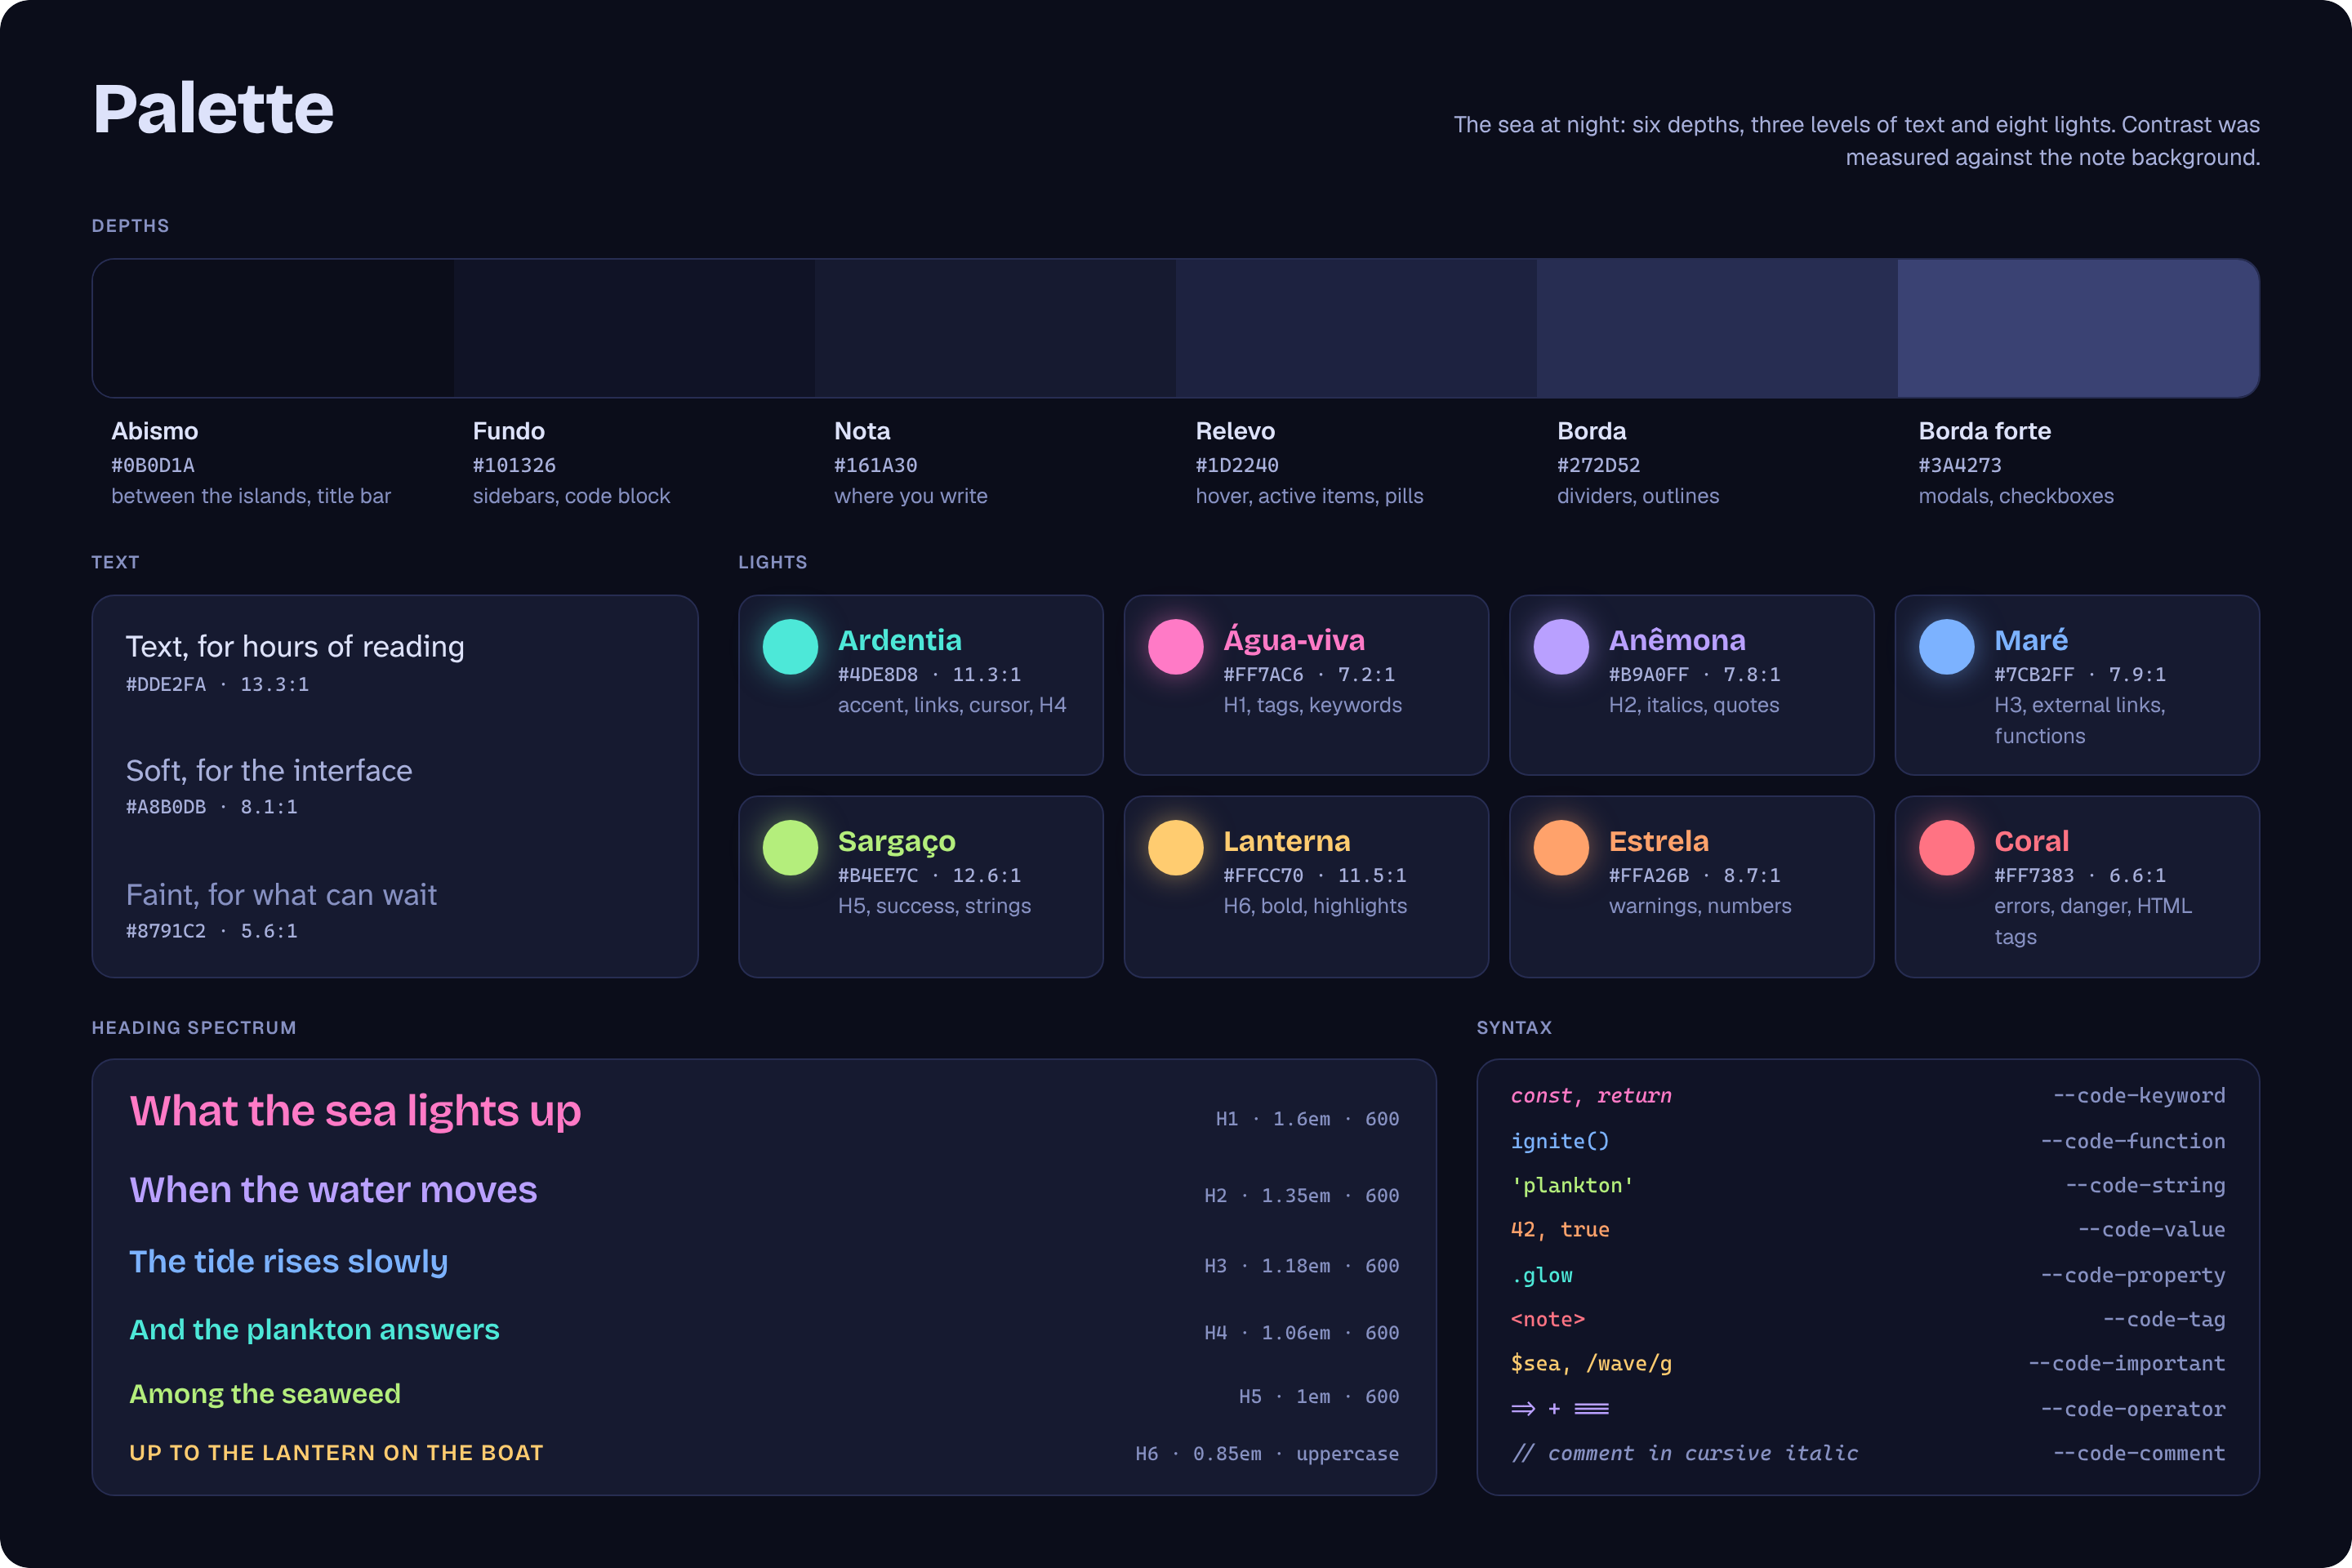 Palette
The sea at night: six depths, three levels of text and eight lights. Contrast was
measured against the note background.
DEPTHS
Abismo
#0B0D1A
between the islands, title bar
Fundo
#101326
sidebars, code block
Nota
#161A30
where you write
Relevo
#1D2240
hover, active items, pills
Borda
#272D52
dividers, outlines
Borda forte
#3A4273
modals, checkboxes
TEXT
Text, for hours of reading
#DDE2FA · 13.3:1
Soft, for the interface
#A8B0DB · 8.1:1
Faint, for what can wait
#8791C2 · 5.6:1
LIGHTS
Ardentia
#4DE8D8 · 11.3:1
accent, links, cursor, H4
Água-viva
#FF7AC6 · 7.2:1
H1, tags, keywords
Anêmona
#B9A0FF · 7.8:1
H2, italics, quotes
Maré
#7CB2FF · 7.9:1
H3, external links,
functions
Sargaço
#B4EE7C · 12.6:1
H5, success, strings
Lanterna
#FFCC70 · 11.5:1
H6, bold, highlights
Estrela
#FFA26B · 8.7:1
warnings, numbers
Coral
#FF7383 · 6.6:1
errors, danger, HTML
tags
HEADING SPECTRUM
What the sea lights up H1 · 1.6em · 600
When the water moves H2 · 1.35em · 600
The tide rises slowly H3 · 1.18em · 600
And the plankton answers H4 · 1.06em · 600
Among the seaweed H5 · 1em · 600
UP TO THE LANTERN ON THE BOAT H6 · 0.85em · uppercase
SYNTAX
const, return --code-keyword
ignite() --code-function
'plankton' --code-string
42, true --code-value
.glow --code-property
<note> --code-tag
$sea, /wave/g --code-important
=> + === --code-operator
// comment in cursive italic --code-comment